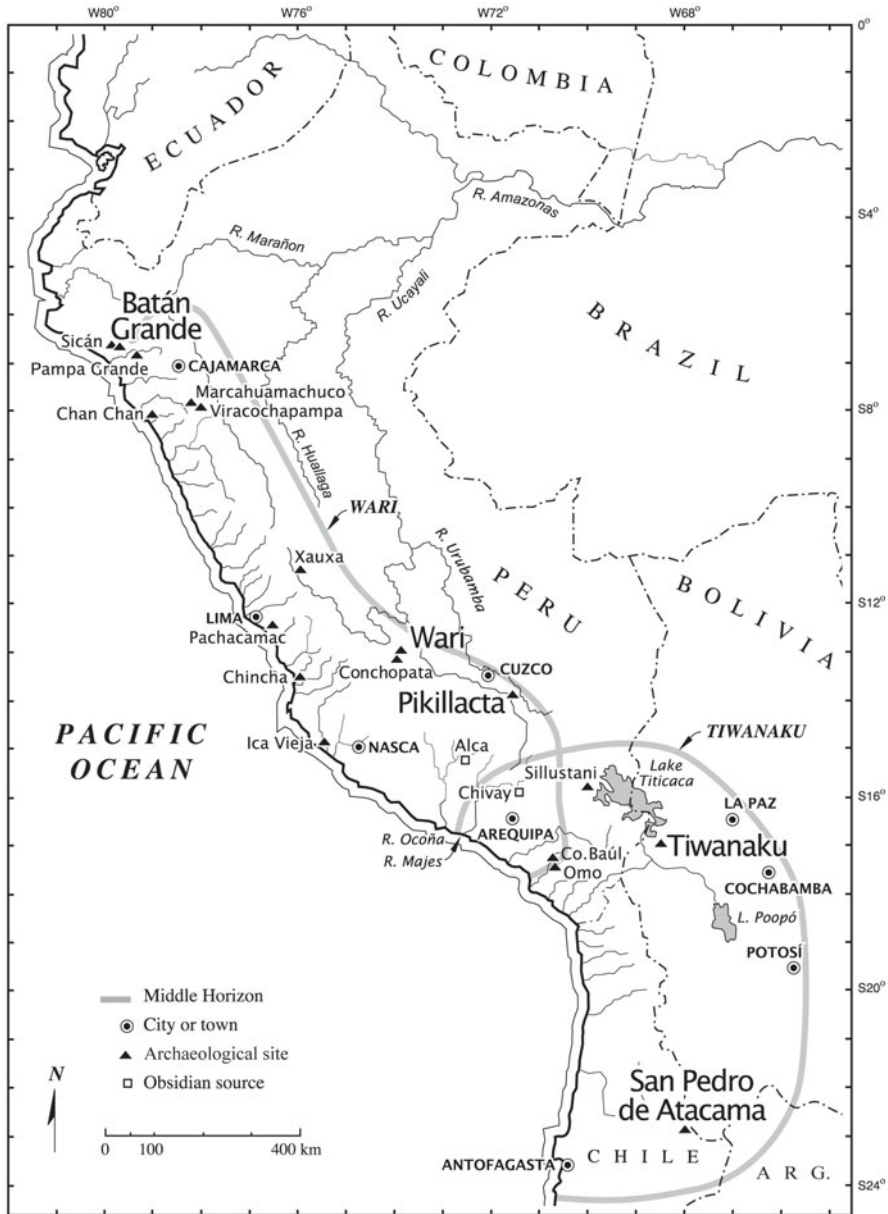 W80°
W76°
W72°
W68°
0°
COLOMBIA
ECUADOR
S4°
R. Amazonas
R. Marañon
R. Ucayali
BRAZIL
Batán
Grande
Sicán
Pampa Grande
CAJAMARCA
Marcahuamachuco
Viracochapampa
Chan Chan
S8°
R. Huallaga
WARI
R. Urubamba
PERU
BOLIVIA
Xauxa
S12°
LIMA
Pachacamac
Wari
Conchopata
CUZCO
Chincha
Pikillacta
PACIFIC
OCEAN
Ica Vieja
NASCA
Alca
TIWANAKU
Sillustani
Lake
Titicaca
Chivay
S16°
LA PAZ
AREQUIPA
R. Ocoña
R. Majes
Co.Baúl
Omo
Tiwanaku
COCHABAMBA
L. Poopó
POTOSÍ
S20°
Middle Horizon
City or town
Archaeological site
Obsidian source
N
0 100 400 km
San Pedro
de Atacama
ANTOFAGASTA
CHILE
ARG.
S24°